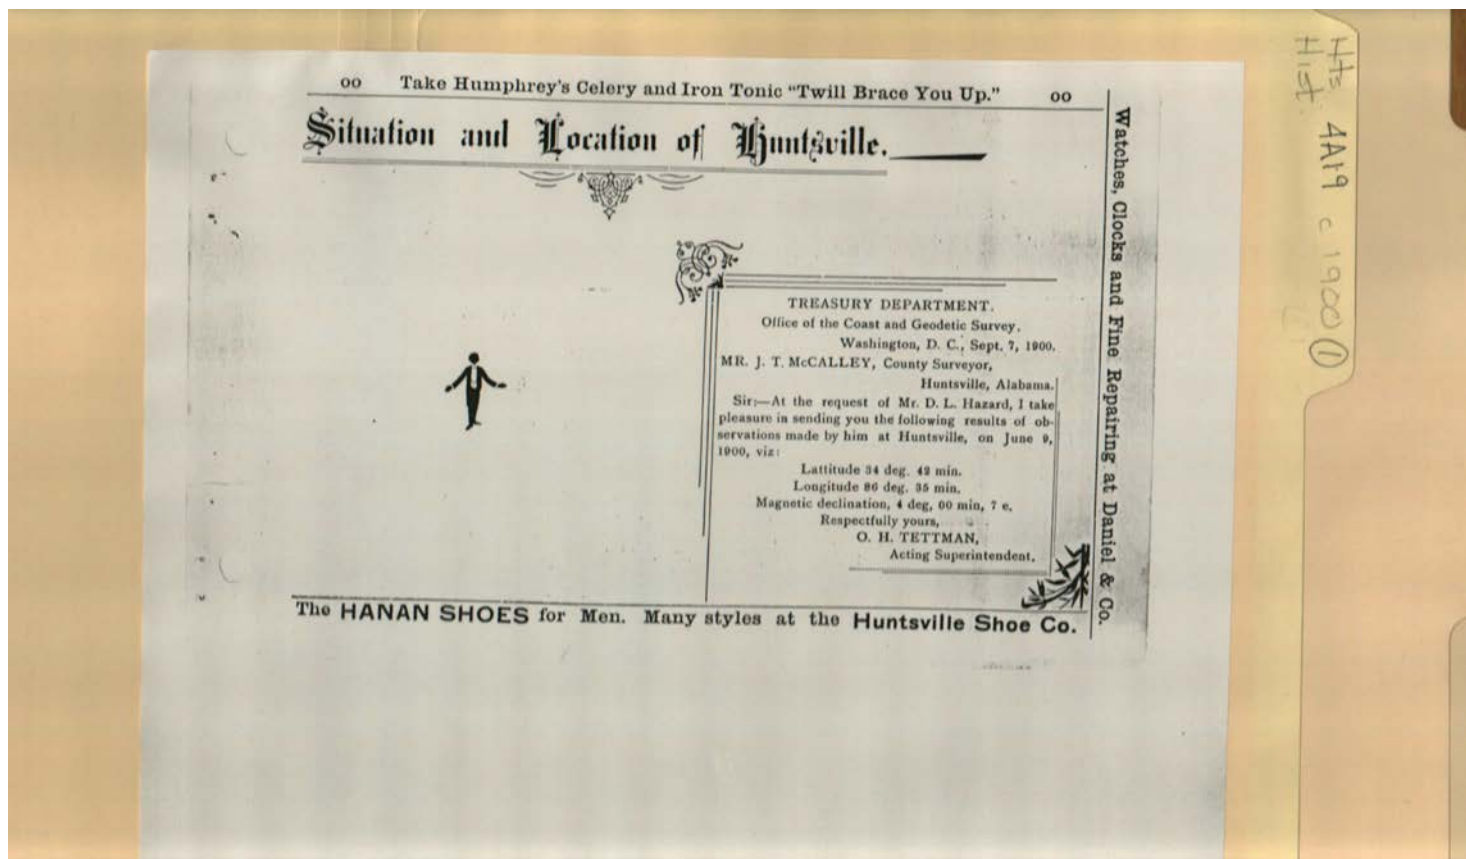 oo Take Humphrey's Celery and Iron Tonic “Twill Brace You Up.” oo
Situation and Location of Huntsville.
TREASURY DEPARTMENT.
Office of the Coast and Geodetic Survey.
Washington, D. C., Sept. 7, 1900.
MR. J. T. McCALLEY, County Surveyor,
Huntsville, Alabama.
Sir:—At the request of Mr. D. L. Hazard, I take
pleasure in sending you the following results of ob-
servations made by him at Huntsville, on June 9,
1900, viz:
Lattitude 34 deg. 42 min.
Longitude 86 deg. 35 min.
Magnetic declination, 4 deg, 00 min, 7 e.
Respectfully yours,
O. H. TETTMAN,
Acting Superintendent.
The HANAN SHOES for Men. Many styles at the Huntsville Shoe Co.
Watches, Clocks and Fine Repairing at Daniel & Co.
Hts 4A19 c 1900 1
Hist.